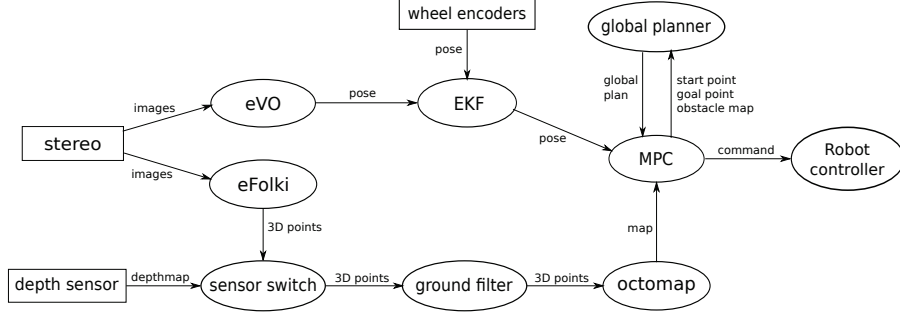 wheel encoders
global planner
pose
global
plan
start point
goal point
obstacle map
images
eVO
pose
EKF
stereo
pose
MPC
command
Robot
controller
images
eFolki
3D points
map
depth sensor
depthmap
sensor switch
3D points
ground filter
3D points
octomap